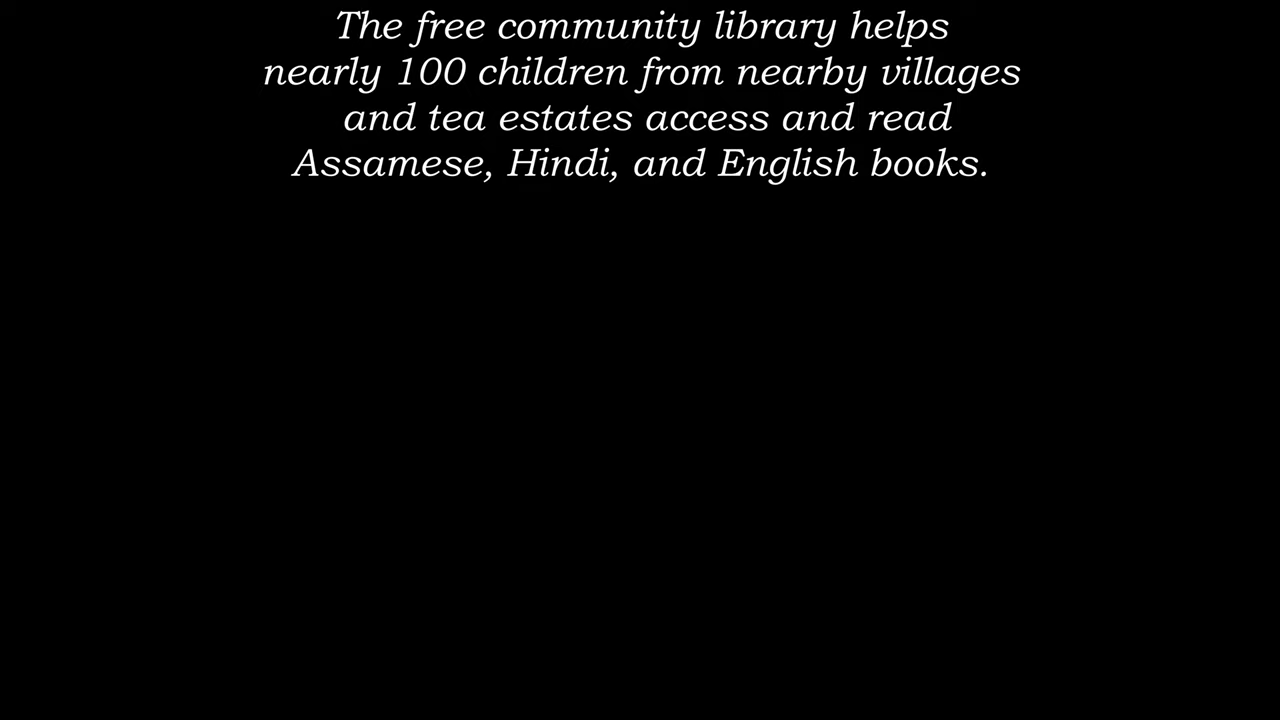 The free community library helps
nearly 100 children from nearby villages
and tea estates access and read
Assamese, Hindi, and English books.